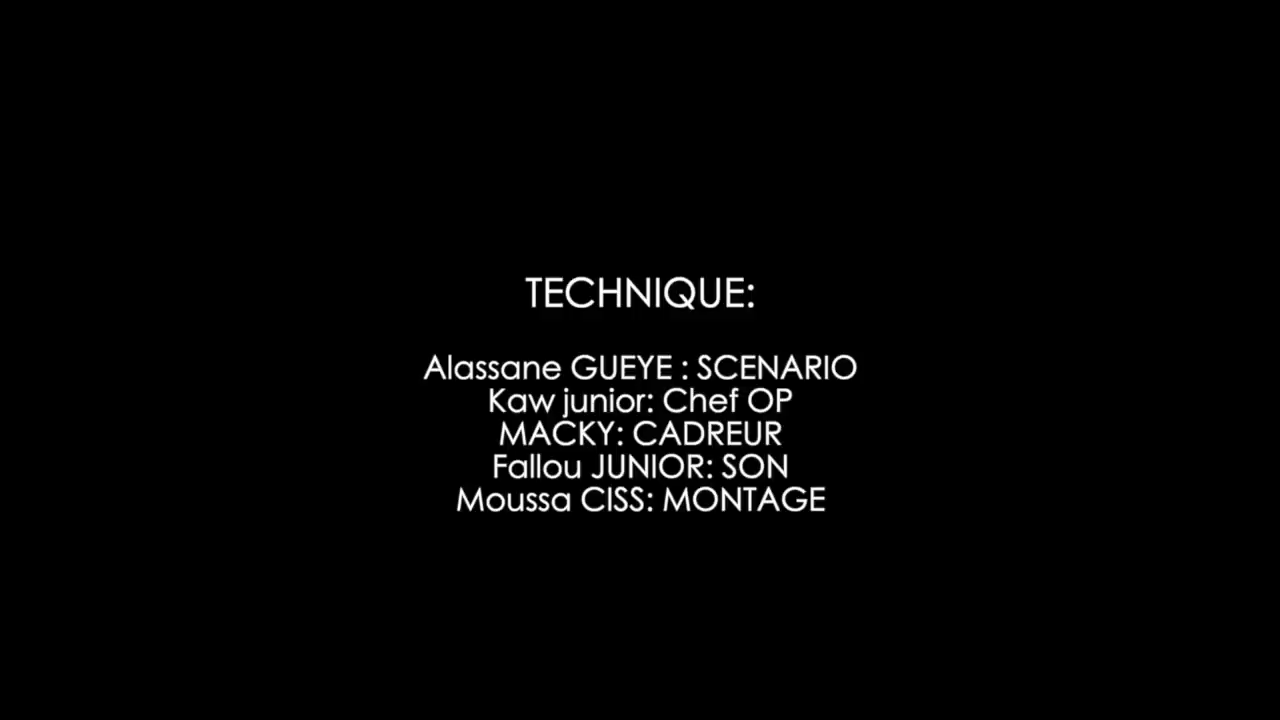 TECHNIQUE:
Alassane GUEYE : SCENARIO
Kaw junior: Chef OP
MACKY: CADREUR
Fallou JUNIOR: SON
Moussa CISS: MONTAGE